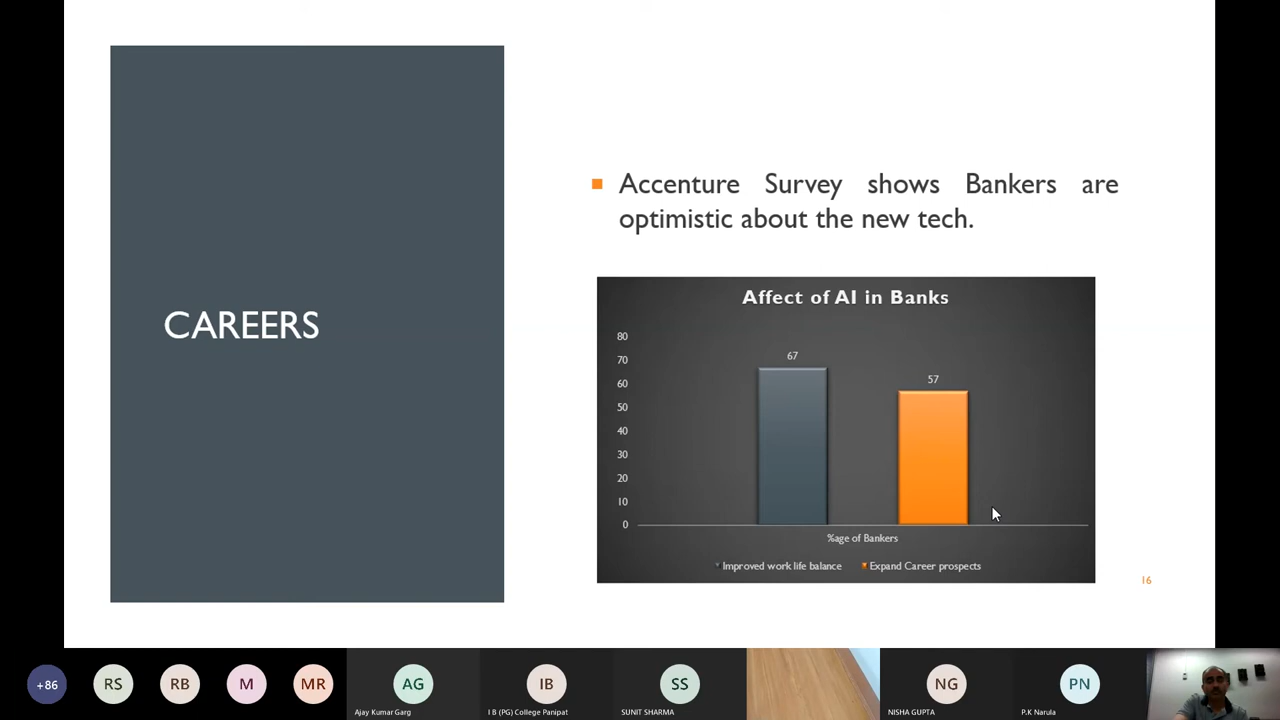 CAREERS
Accenture Survey shows Bankers are
optimistic about the new tech.
Affect of AI in Banks
80
70
60
50
40
30
20
10
0
67
57
%age of Bankers
Improved work life balance
Expand Career prospects
16
+86
RS
RB
M
MR
AG
Ajay Kumar Garg
IB
I B (PG) College Panipat
SS
SUNIT SHARMA
NG
NISHA GUPTA
PN
P.K Narula